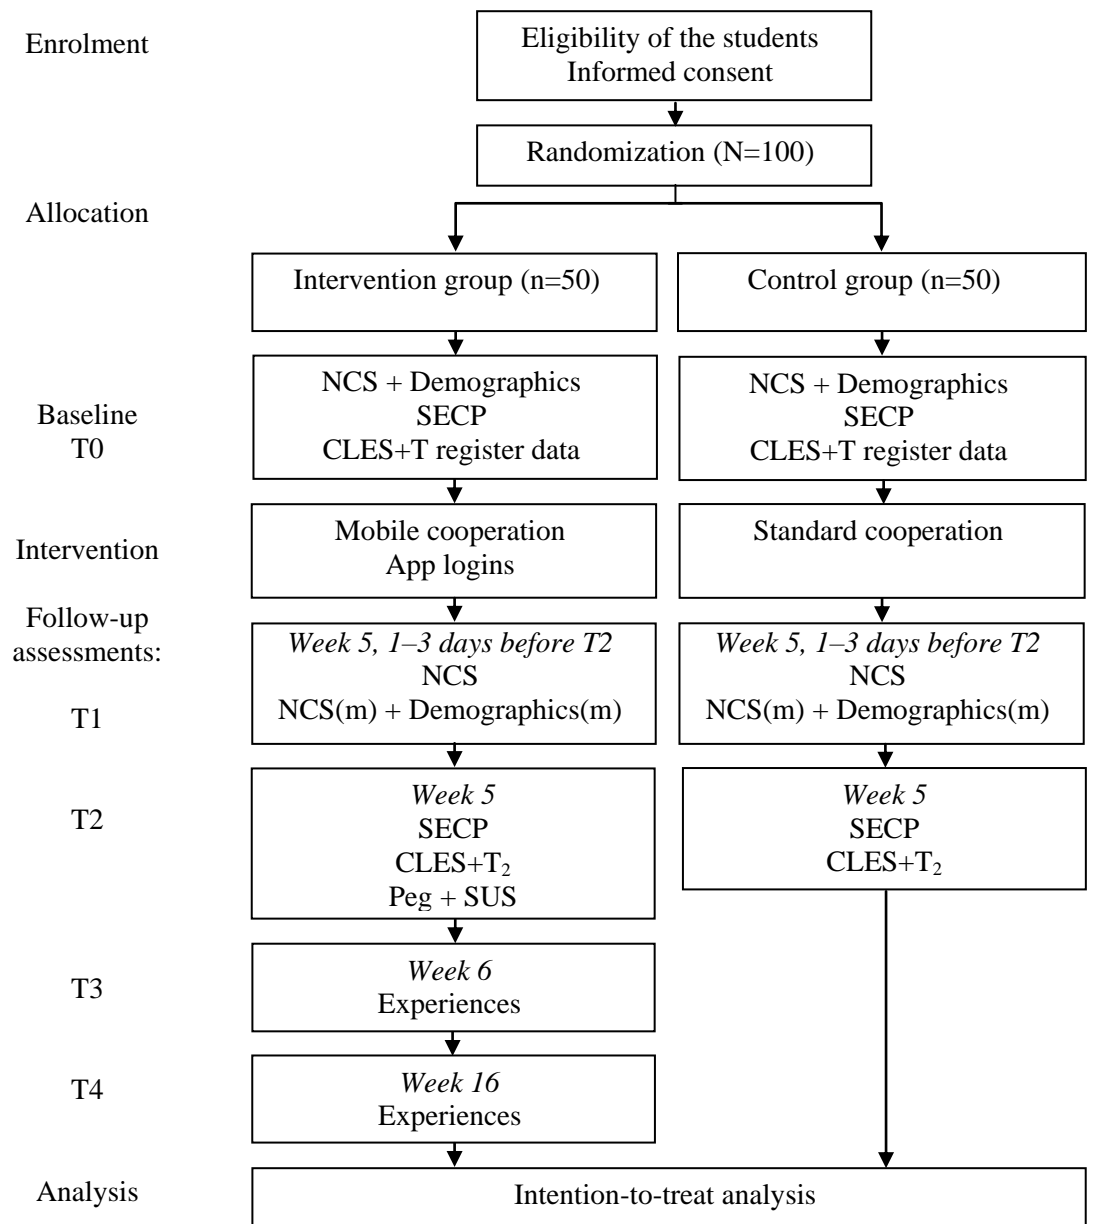 Enrolment
Eligibility of the students
Informed consent
Randomization (N=100)
Allocation
Intervention group (n=50)
Control group (n=50)
Baseline
T0
NCS + Demographics
SECP
CLES+T register data
NCS + Demographics
SECP
CLES+T register data
Intervention
Mobile cooperation
App logins
Standard cooperation
Follow-up
assessments:
T1
Week 5, 1–3 days before T2
NCS
NCS(m) + Demographics(m)
Week 5, 1–3 days before T2
NCS
NCS(m) + Demographics(m)
T2
Week 5
SECP
CLES+T₂
Peg + SUS
Week 5
SECP
CLES+T₂
T3
Week 6
Experiences
T4
Week 16
Experiences
Analysis
Intention-to-treat analysis